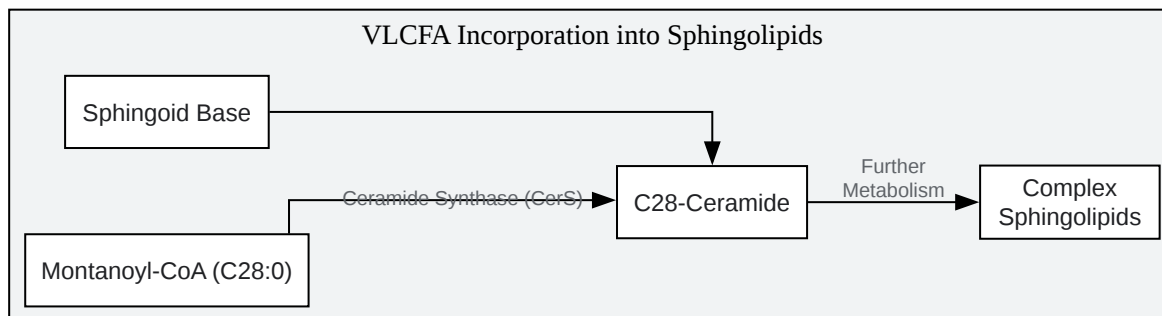 VLCFA Incorporation into Sphingolipids
Sphingoid Base
Ceramide Synthase (CerS)
Montanoyl-CoA (C28:0)
C28-Ceramide
Further
Metabolism
Complex
Sphingolipids